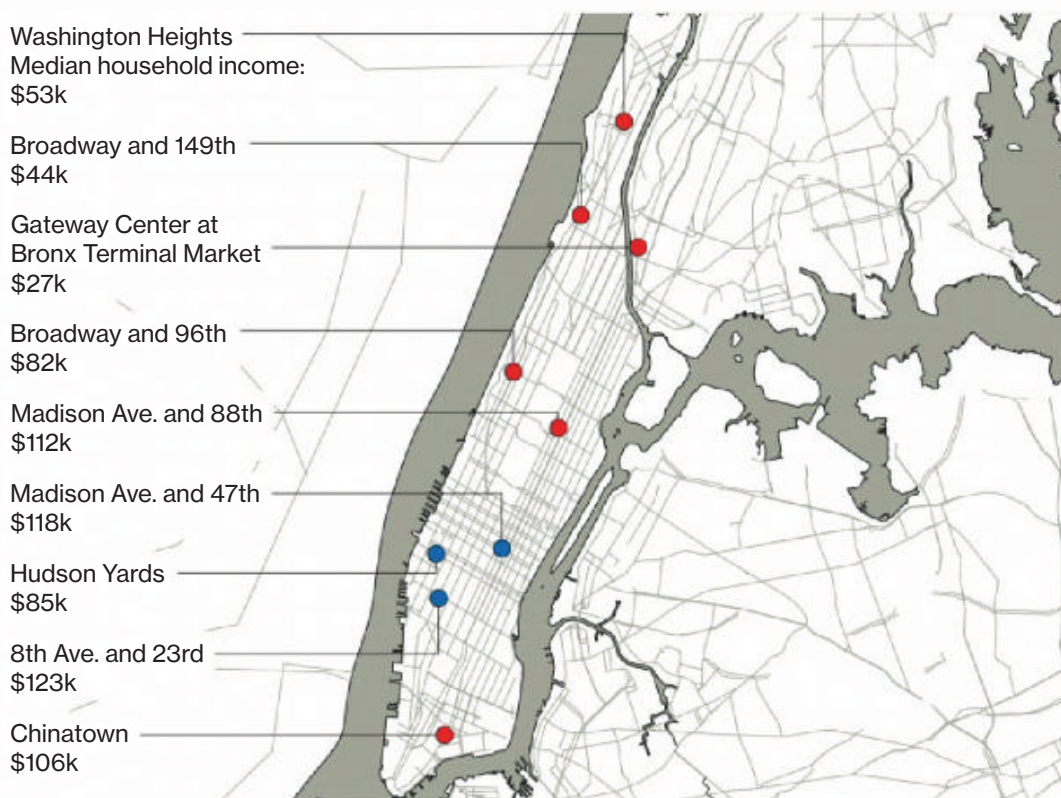 Washington Heights
Median household income:
$53k
Broadway and 149th
$44k
Gateway Center at
Bronx Terminal Market
$27k
Broadway and 96th
$82k
Madison Ave. and 88th
$112k
Madison Ave. and 47th
$118k
Hudson Yards
$85k
8th Ave. and 23rd
$123k
Chinatown
$106k